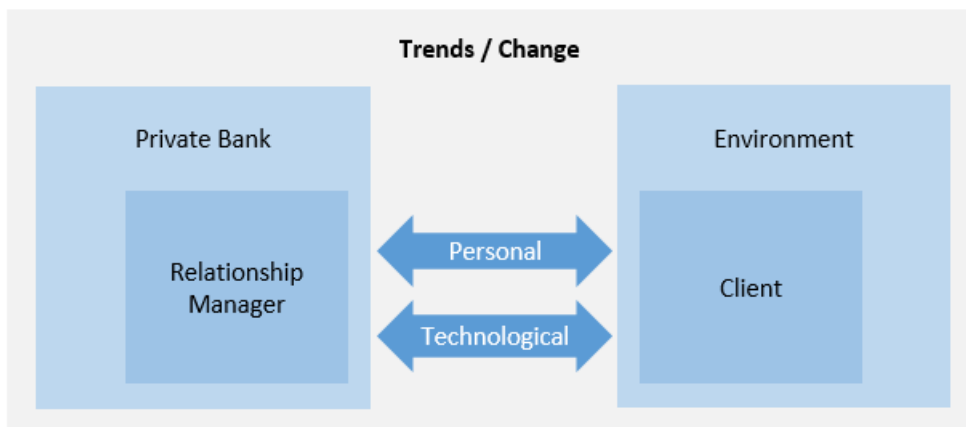 Trends / Change
Private Bank
Environment
Relationship
Manager
Personal
Technological
Client